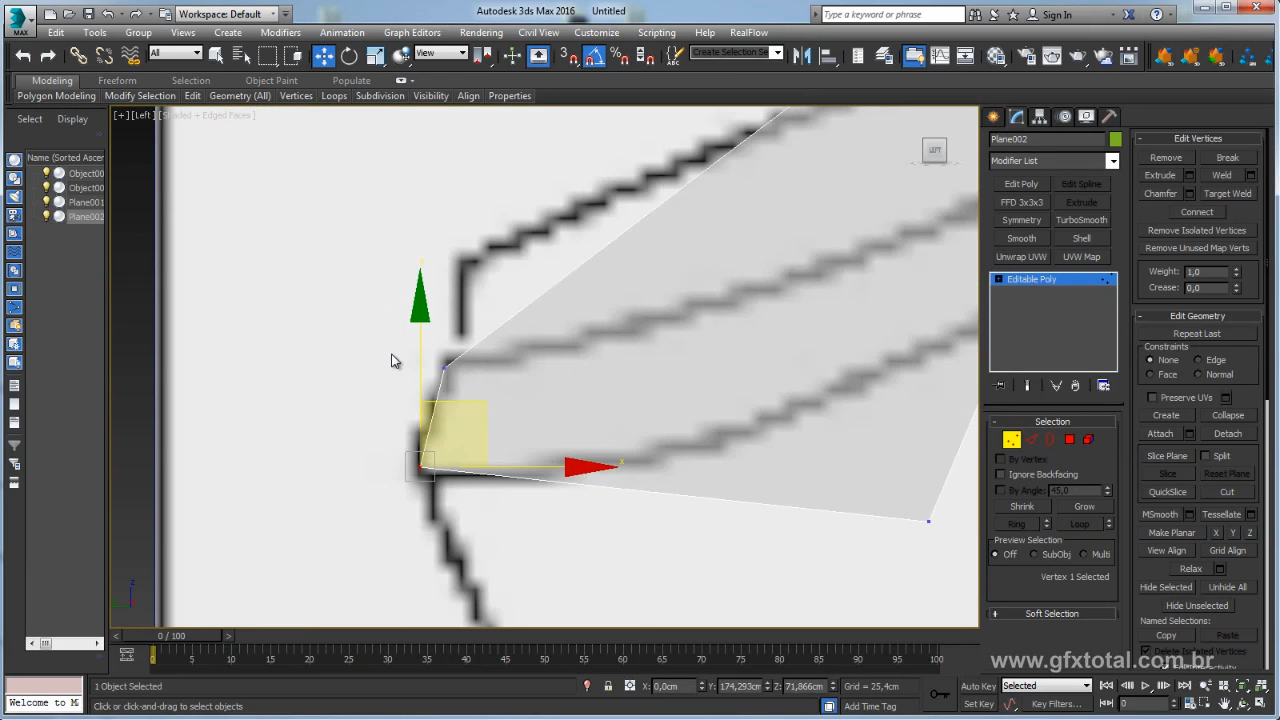 Workspace: Default
Autodesk 3ds Max 2016 Untitled
Type a keyword or phrase
Sign In
MAX
Edit Tools Group Views Create Modifiers Animation Graph Editors Rendering Civil View Customize Scripting Help RealFlow
All
View
Create Selection Se
Modeling Freeform Selection Object Paint Populate
Polygon Modeling Modify Selection Edit Geometry (All) Vertices Loops Subdivision Visibility Align Properties
Select Display
Name (Sorted Ascen
Object00
Object00
Plane001
Plane002
[+] [Left] [Shaded + Edged Faces ]
LEFT
y
x
z
Plane002
Modifier List
Edit Poly Edit Spline
FFD 3x3x3 Extrude
Symmetry TurboSmooth
Smooth Shell
Unwrap UVW UVW Map
Editable Poly
Selection
By Vertex
Ignore Backfacing
By Angle: 45,0
Shrink Grow
Ring Loop
Preview Selection
Off SubObj Multi
Vertex 1 Selected
Soft Selection
Edit Vertices
Remove Break
Extrude Weld
Chamfer Target Weld
Connect
Remove Isolated Vertices
Remove Unused Map Verts
Weight: 1,0
Crease: 0,0
Edit Geometry
Repeat Last
Constraints
None Edge
Face Normal
Preserve UVs
Create Collapse
Attach Detach
Slice Plane Split
Slice Reset Plane
QuickSlice Cut
MSmooth Tessellate
Make Planar X Y Z
View Align Grid Align
Relax
Hide Selected Unhide All
Hide Unselected
Named Selections:
Copy Paste
Delete Isolated Vertices
www.gfxtotal.com.br
0 / 100
0 5 10 15 20 25 30 35 40 45 50 55 60 65 70 75 80 85 90 95 100
1 Object Selected
X: 0,0cm Y: 174,293cm Z: 71,866cm Grid = 25,4cm
Auto Key Selected
Welcome to M
Click or click-and-drag to select objects
Add Time Tag
Set Key Key Filters...
0